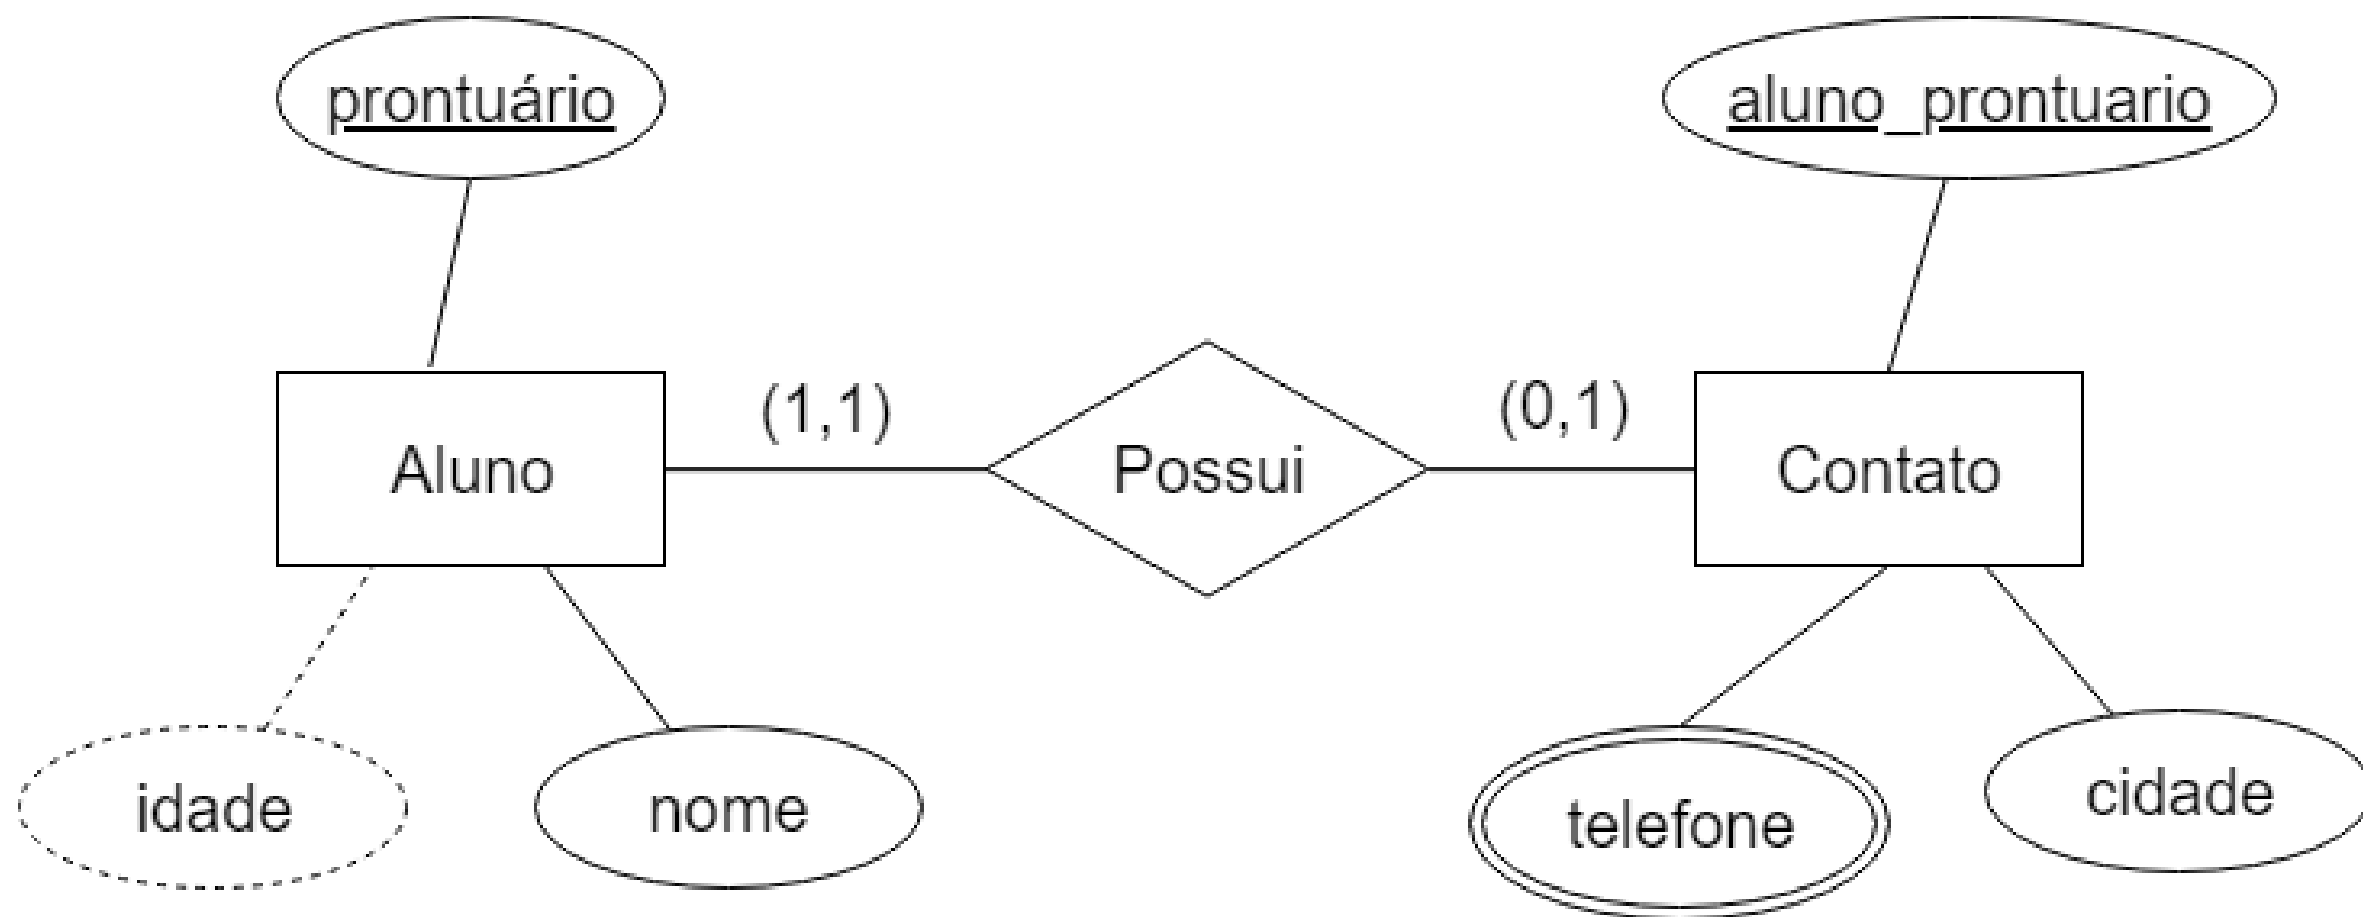 prontuário
aluno_prontuario
(1,1)
(0,1)
Aluno
Possui
Contato
idade
nome
telefone
cidade